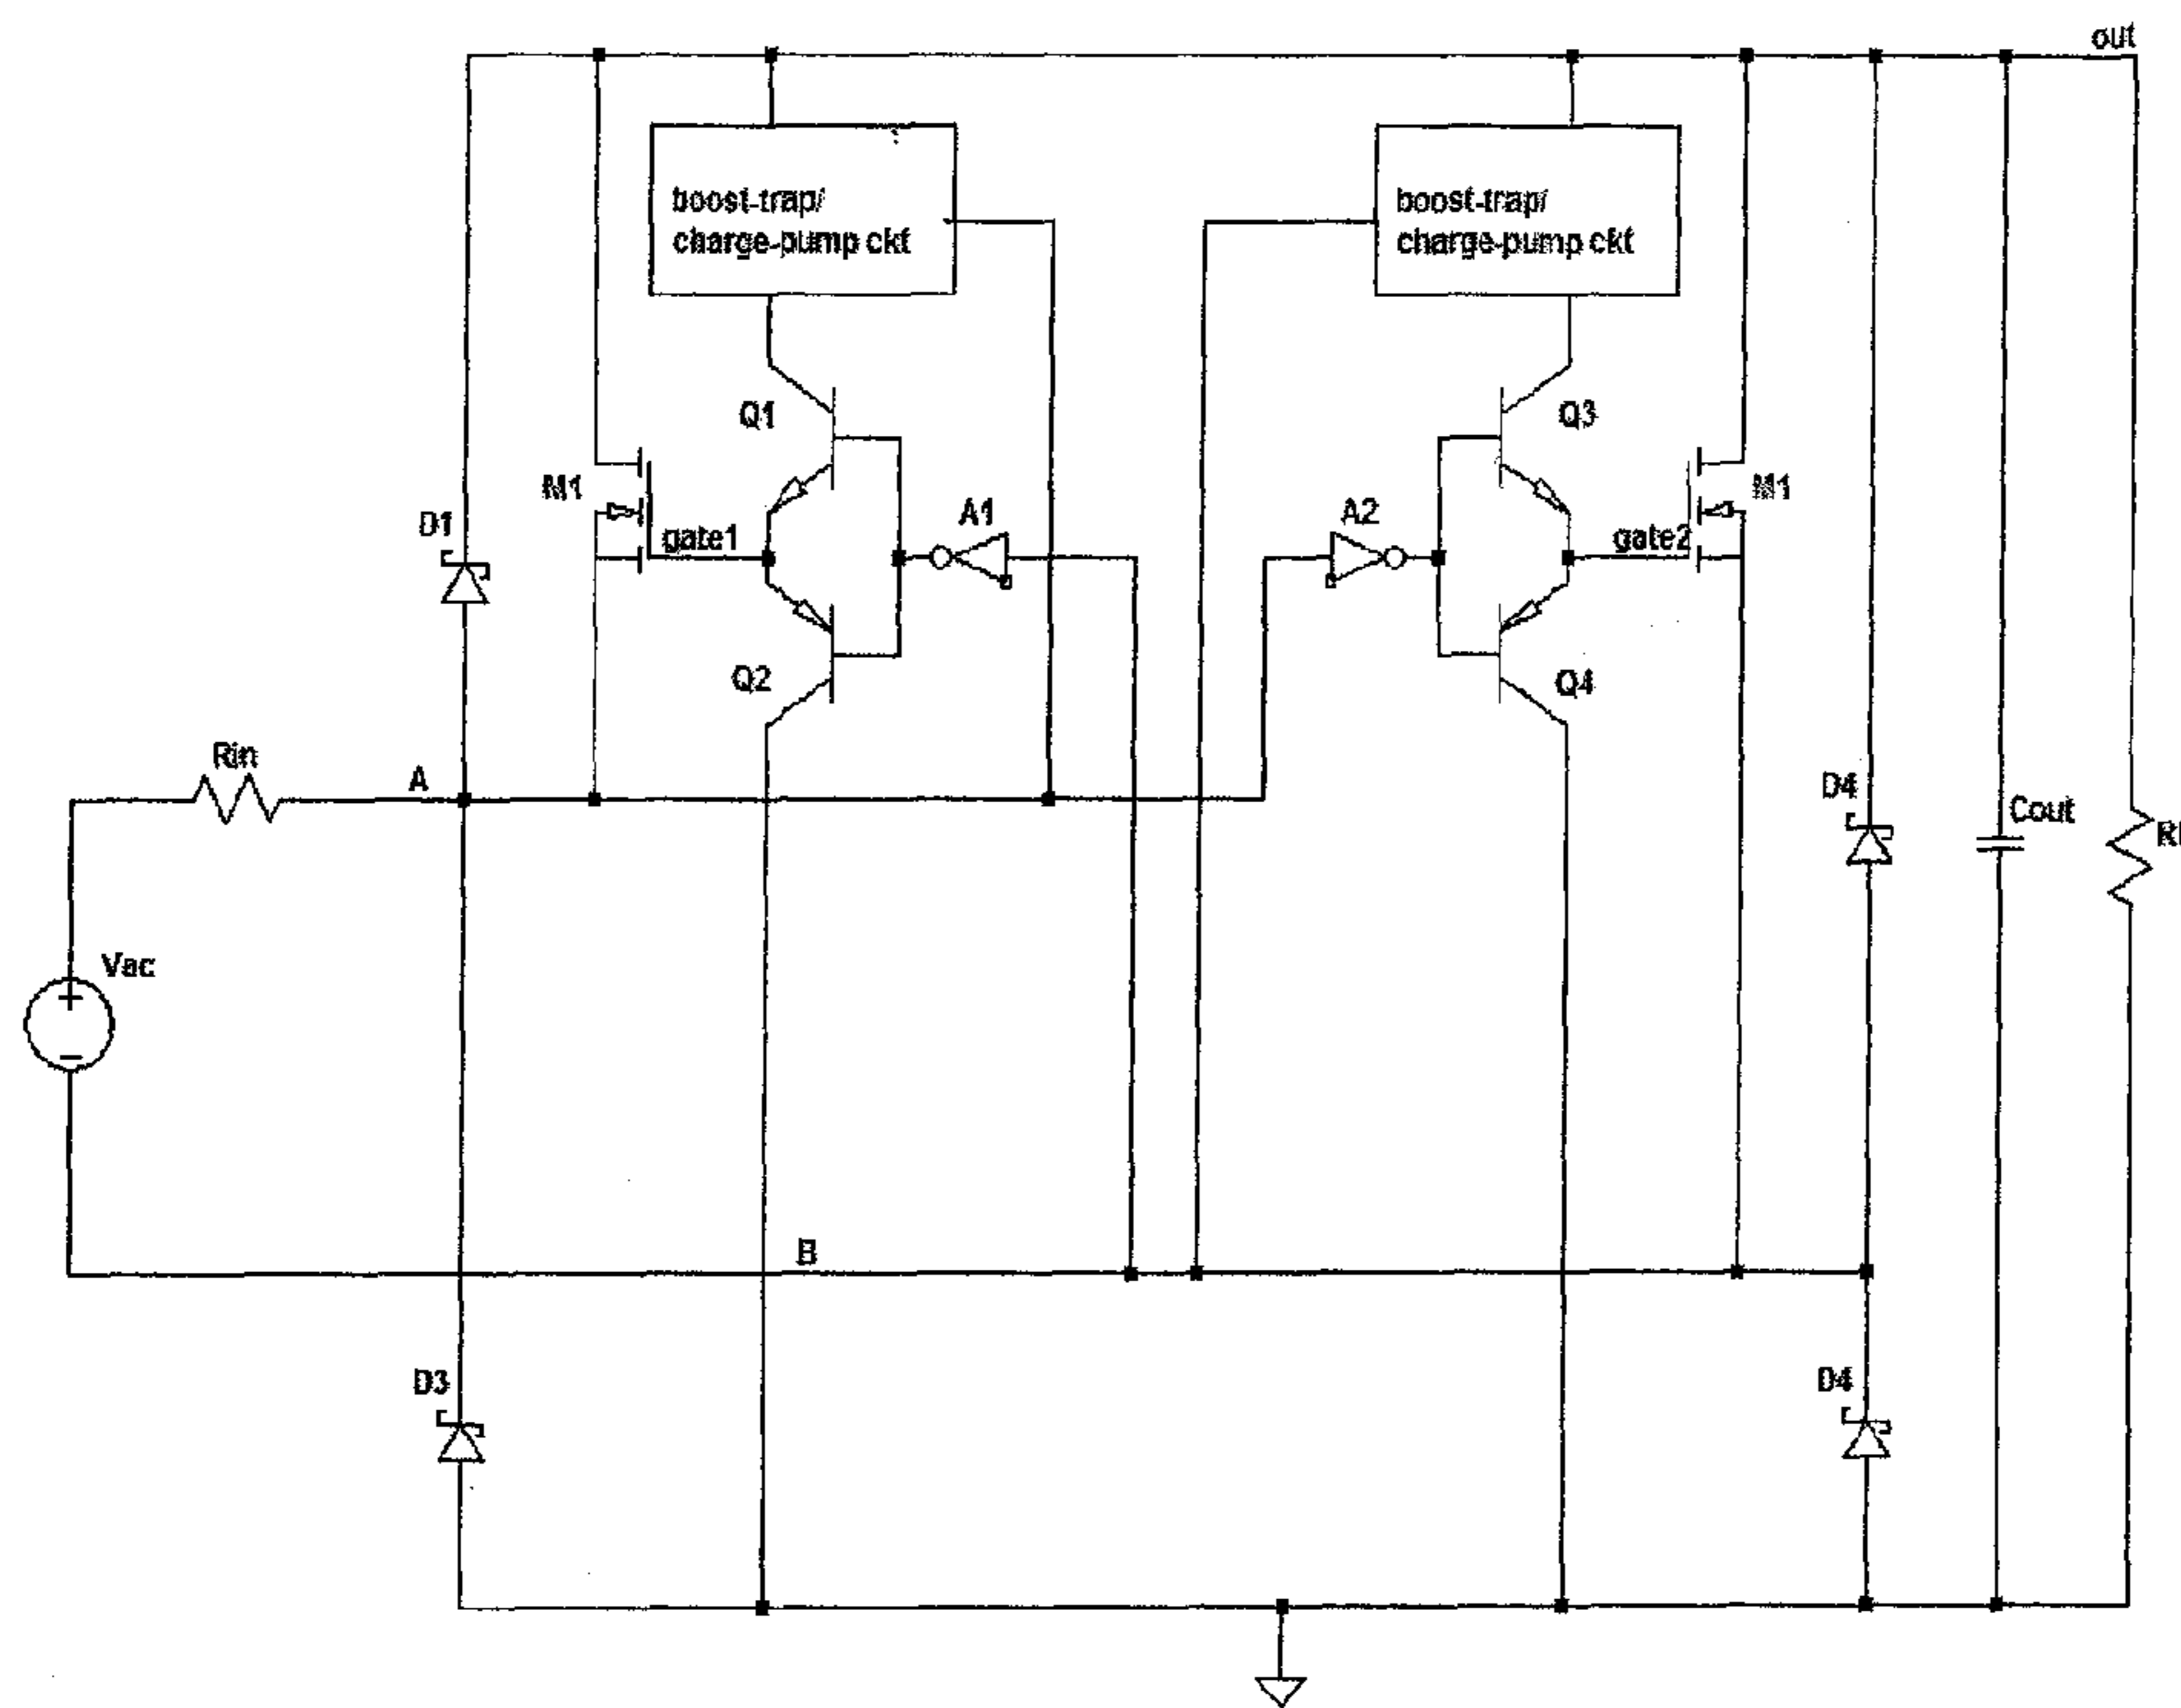 out
boost-trap/
charge-pump ckt
boost-trap/
charge-pump ckt
Q1
Q3
M1
M1
D1
gate1
A1
A2
gate2
Q2
Q4
Rin
A
D4
Cout
Vac
B
D3
D4
+
−